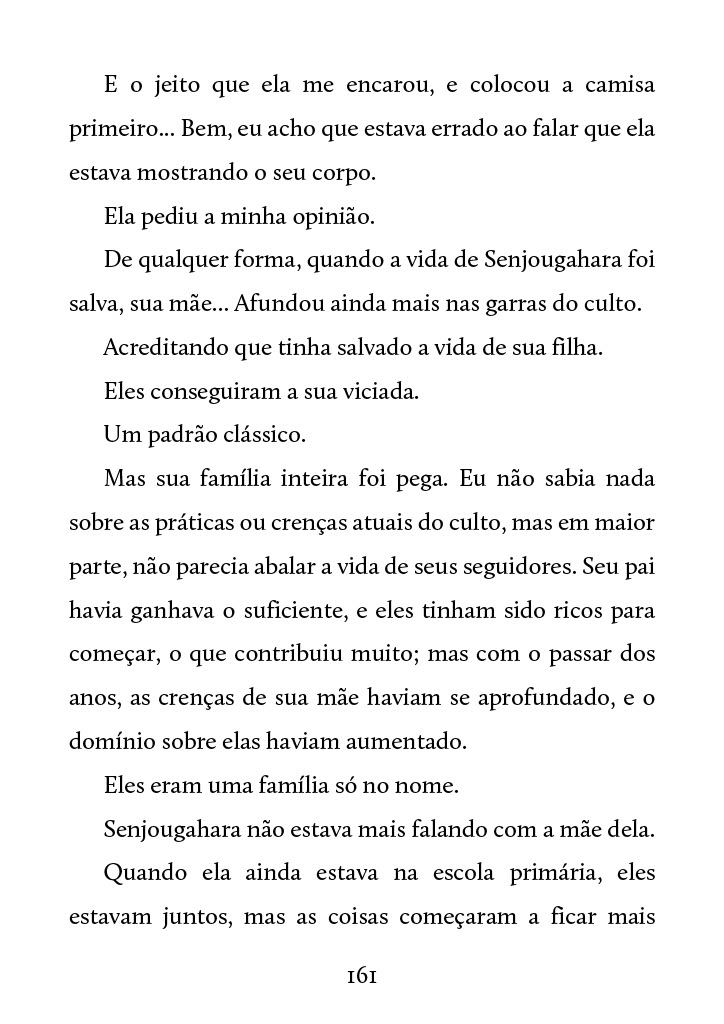 E o jeito que ela me encarou, e colocou a camisa
primeiro... Bem, eu acho que estava errado ao falar que ela
estava mostrando o seu corpo.
Ela pediu a minha opinião.
De qualquer forma, quando a vida de Senjougahara foi
salva, sua mãe... Afundou ainda mais nas garras do culto.
Acreditando que tinha salvado a vida de sua filha.
Eles conseguiram a sua viciada.
Um padrão clássico.
Mas sua família inteira foi pega. Eu não sabia nada
sobre as práticas ou crenças atuais do culto, mas em maior
parte, não parecia abalar a vida de seus seguidores. Seu pai
havia ganhava o suficiente, e eles tinham sido ricos para
começar, o que contribuiu muito; mas com o passar dos
anos, as crenças de sua mãe haviam se aprofundado, e o
domínio sobre elas haviam aumentado.
Eles eram uma família só no nome.
Senjougahara não estava mais falando com a mãe dela.
Quando ela ainda estava na escola primária, eles
estavam juntos, mas as coisas começaram a ficar mais
161